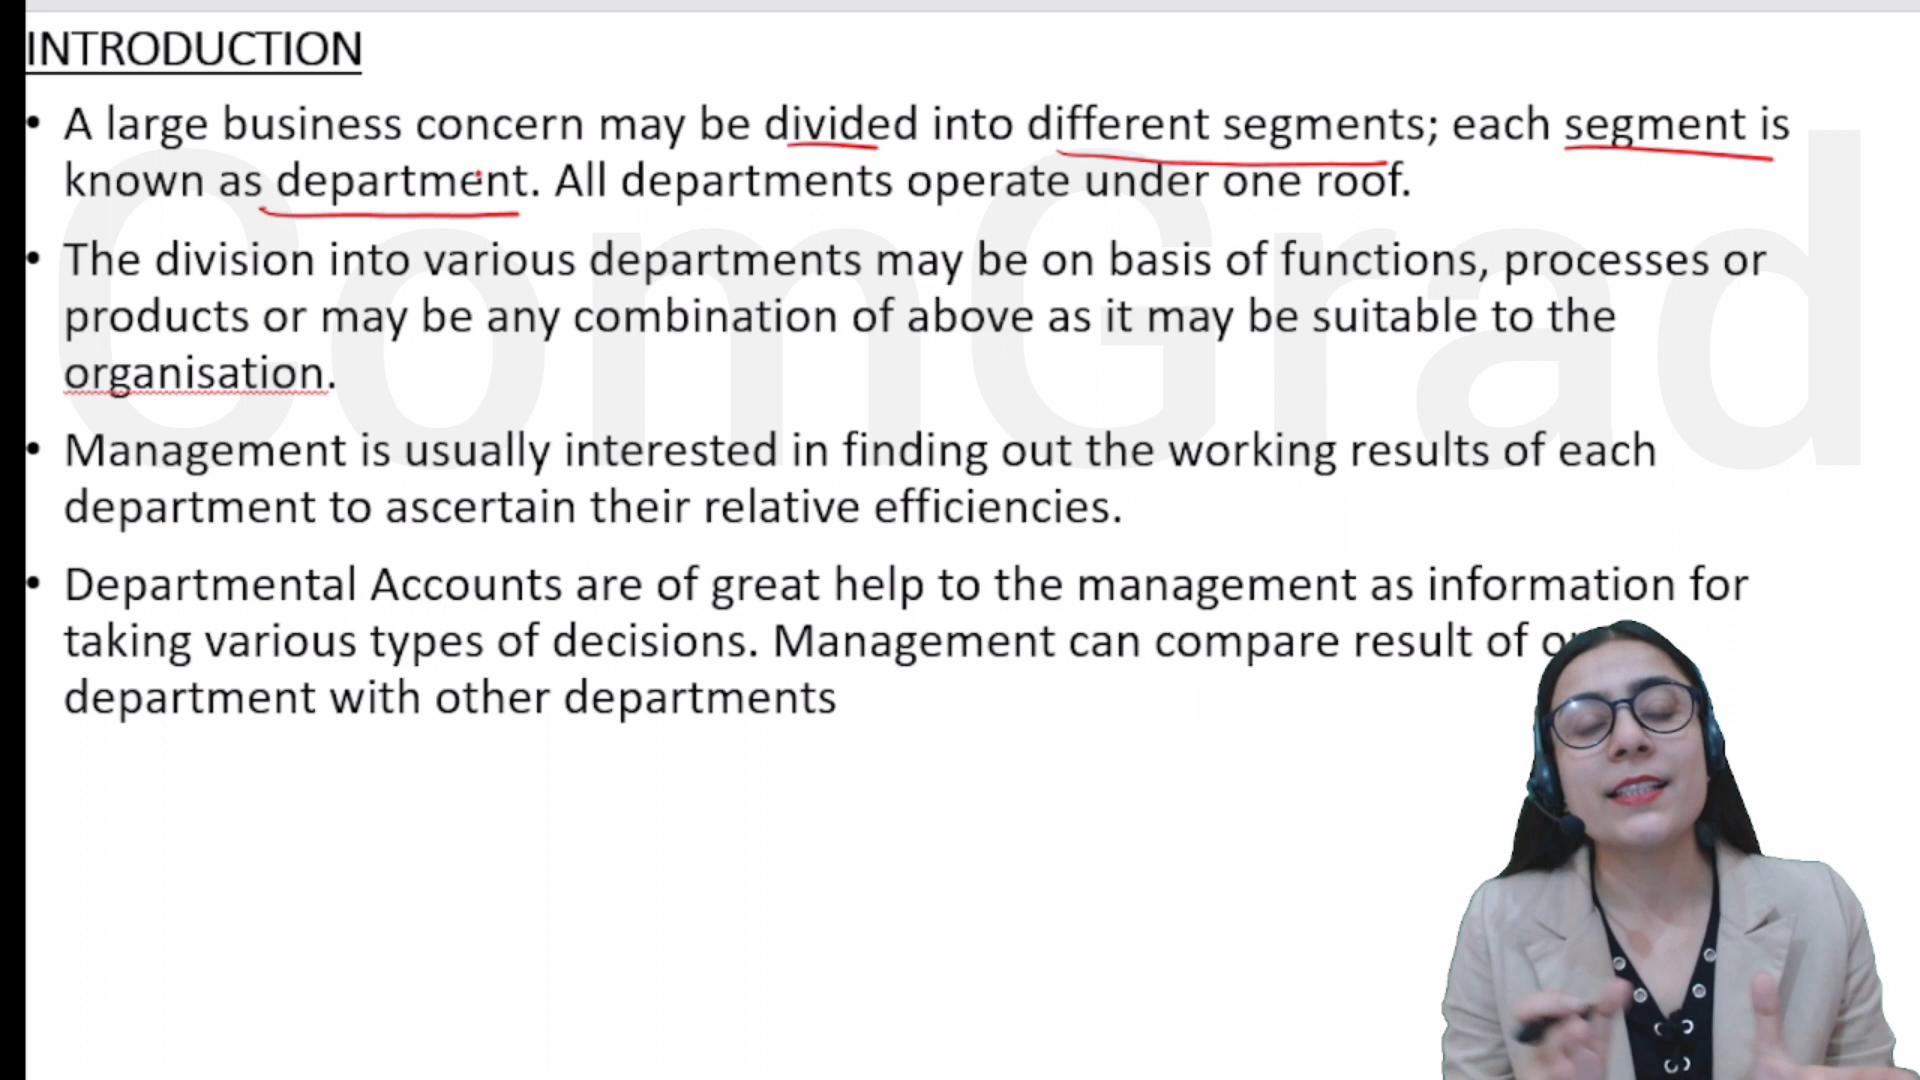 INTRODUCTION
• A large business concern may be divided into different segments; each segment is
known as department. All departments operate under one roof.
• The division into various departments may be on basis of functions, processes or
products or may be any combination of above as it may be suitable to the
organisation.
• Management is usually interested in finding out the working results of each
department to ascertain their relative efficiencies.
• Departmental Accounts are of great help to the management as information for
taking various types of decisions. Management can compare result of
department with other departments
ComGrad